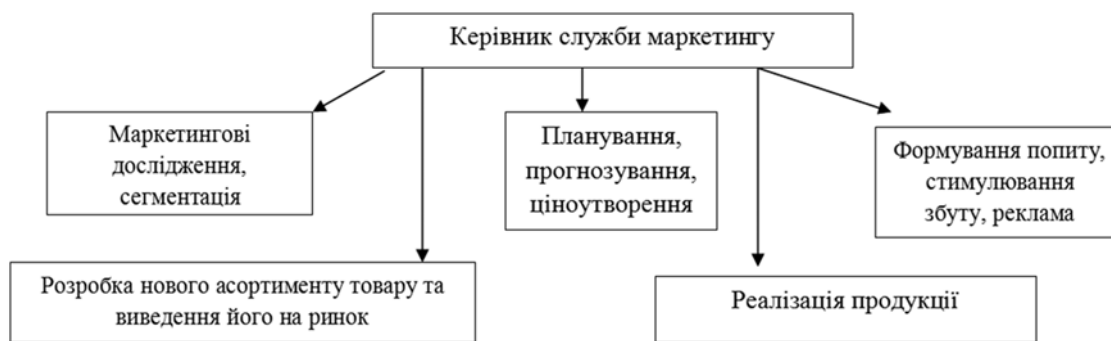 Керівник служби маркетингу
Маркетингові
дослідження,
сегментація
Планування,
прогнозування,
ціноутворення
Формування попиту,
стимулювання
збуту, реклама
Розробка нового асортименту товару та
виведення його на ринок
Реалізація продукції